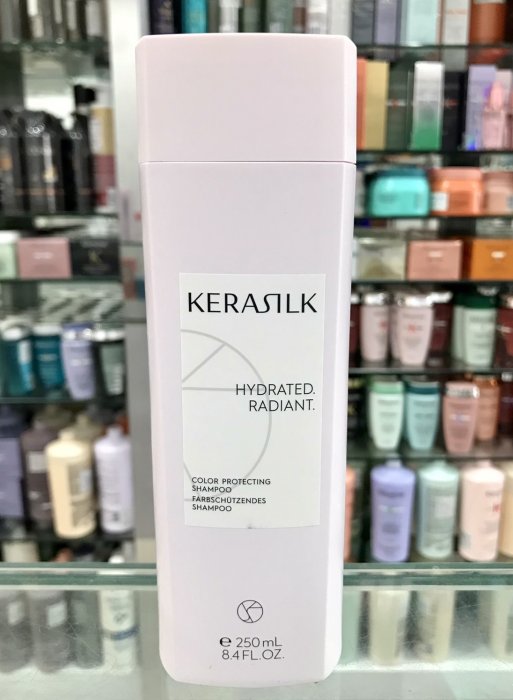 KERASILK
HYDRATED.
RADIANT.
COLOR PROTECTING
SHAMPOO
FARBSCHÜTZENDES
SHAMPOO
℮ 250 mL
8.4 FL.OZ.